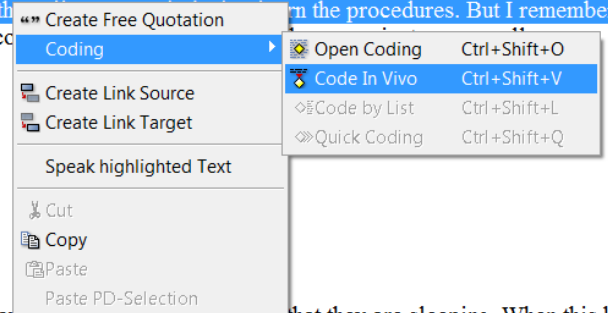 th rn the procedures. But I remember
Create Free Quotation
Coding
Open Coding Ctrl+Shift+O
Code In Vivo Ctrl+Shift+V
Create Link Source
Code by List Ctrl+Shift+L
Create Link Target
Quick Coding Ctrl+Shift+Q
Speak highlighted Text
Cut
Copy
Paste
Paste PD-Selection
that they are sleeping. When this